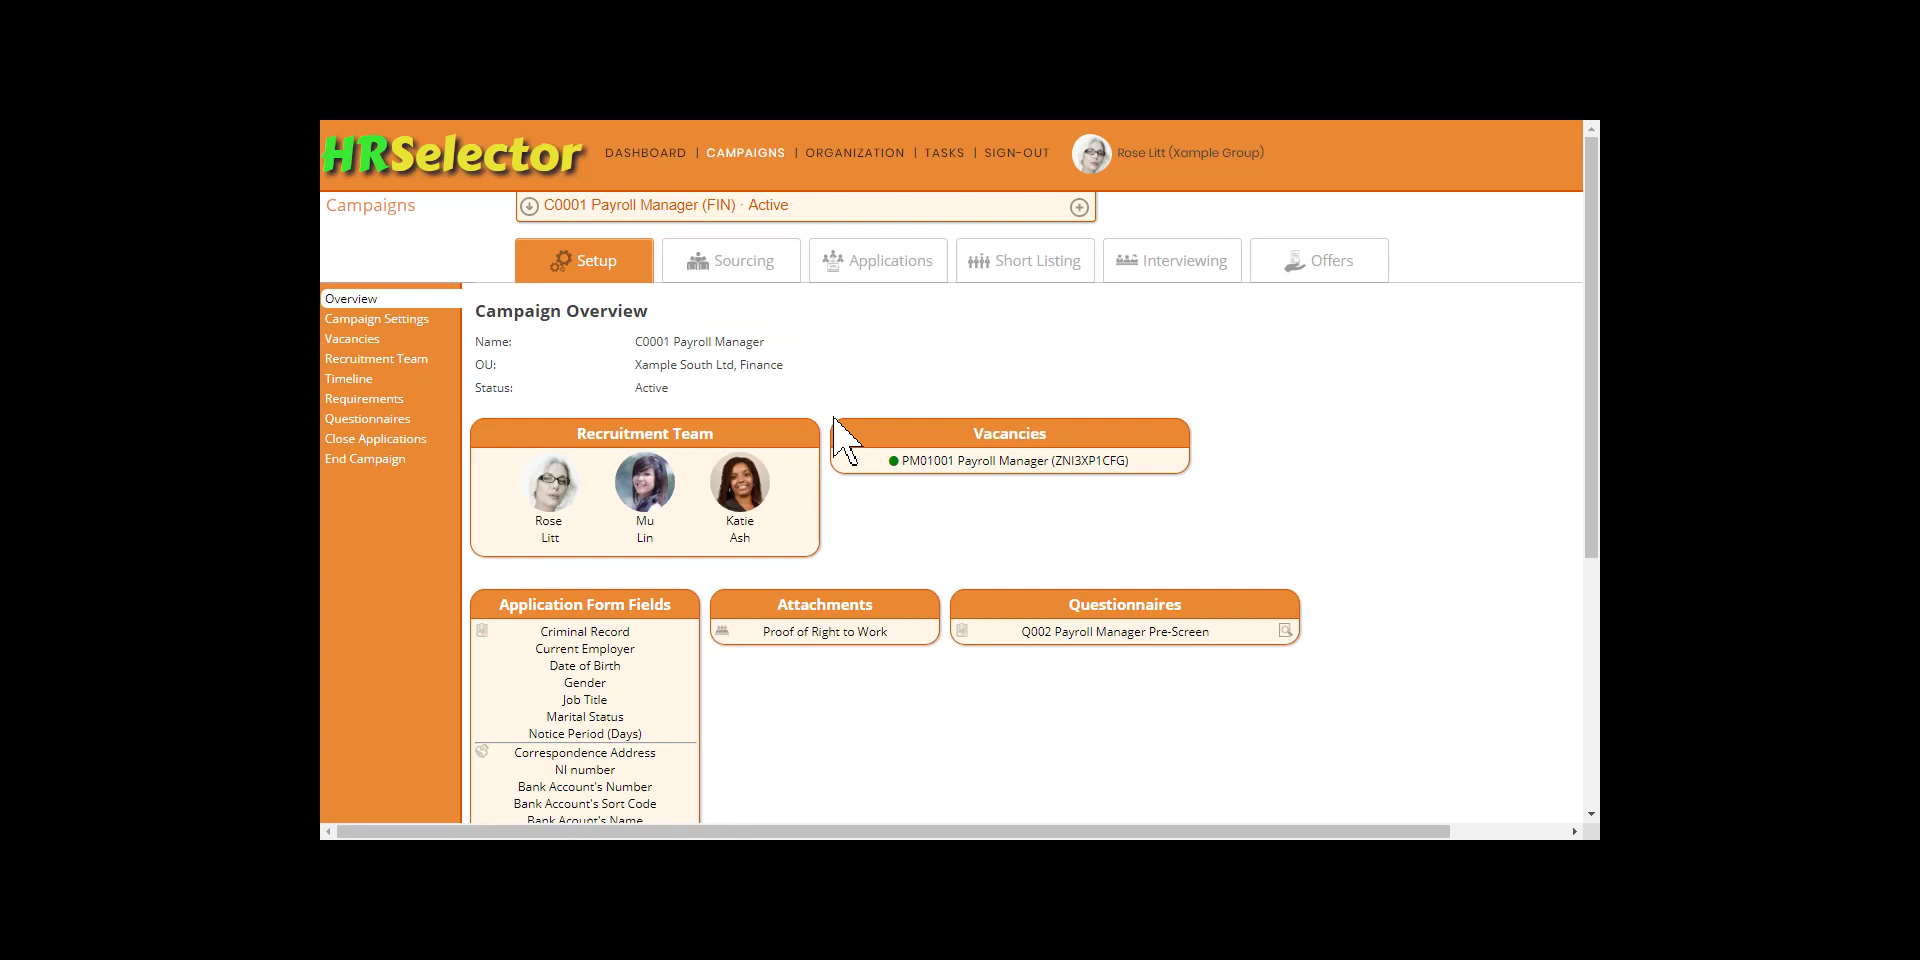 HRSelector
DASHBOARD | CAMPAIGNS | ORGANIZATION | TASKS | SIGN-OUT
Rose Litt (Xample Group)
Campaigns
C0001 Payroll Manager (FIN) · Active
Setup
Sourcing
Applications
Short Listing
Interviewing
Offers
Overview
Campaign Settings
Vacancies
Recruitment Team
Timeline
Requirements
Questionnaires
Close Applications
End Campaign
Campaign Overview
Name: C0001 Payroll Manager
OU: Xample South Ltd, Finance
Status: Active
Recruitment Team
Rose
Litt
Mu
Lin
Katie
Ash
Vacancies
PM01001 Payroll Manager (ZNI3XP1CFG)
Application Form Fields
Criminal Record
Current Employer
Date of Birth
Gender
Job Title
Marital Status
Notice Period (Days)
Correspondence Address
NI number
Bank Account's Number
Bank Account's Sort Code
Bank Acount's Name
Attachments
Proof of Right to Work
Questionnaires
Q002 Payroll Manager Pre-Screen